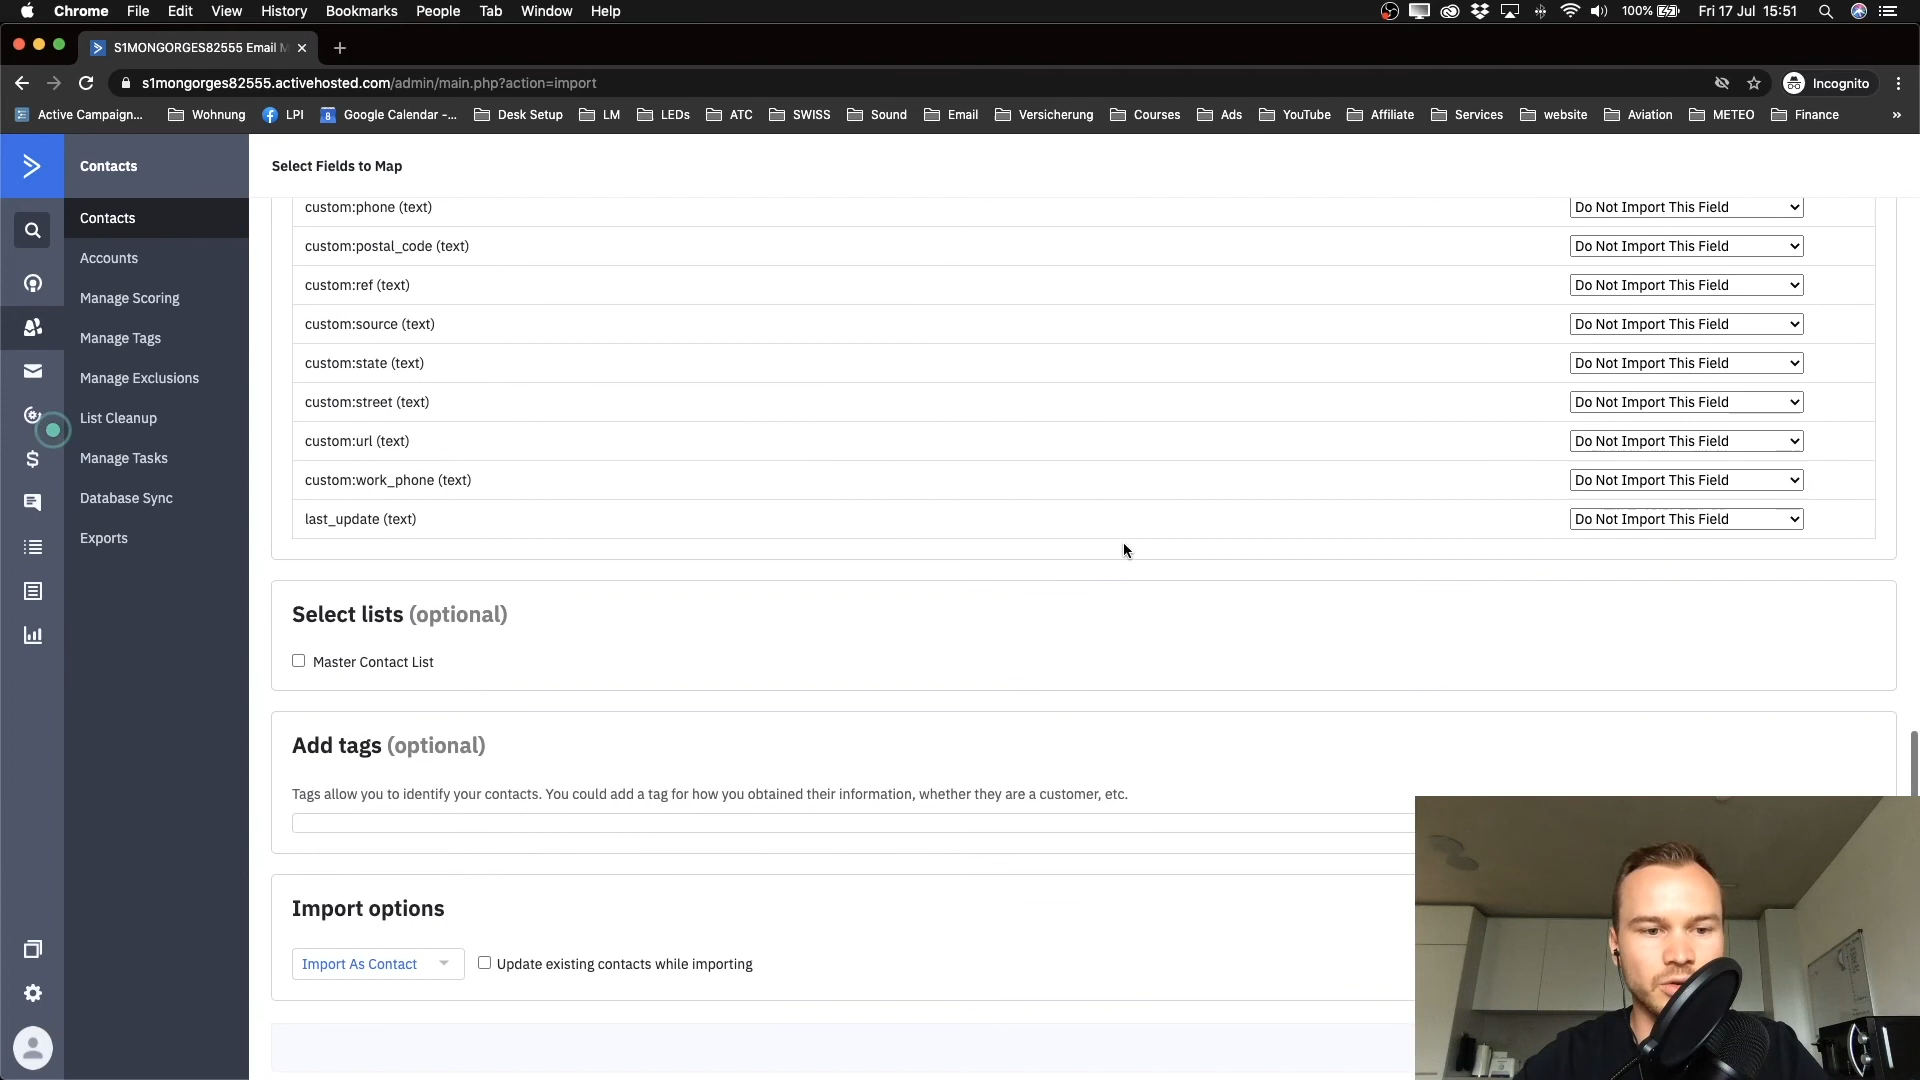 Chrome File Edit View History Bookmarks People Tab Window Help 100% Fri 17 Jul 15:51
S1MONGORGES82555 Email M
s1mongorges82555.activehosted.com/admin/main.php?action=import Incognito
Active Campaign... Wohnung LPI 8 Google Calendar -... Desk Setup LM LEDs ATC SWISS Sound Email Versicherung Courses Ads YouTube Affiliate Services website Aviation METEO Finance »
Contacts
Select Fields to Map
Contacts
Accounts
Manage Scoring
Manage Tags
Manage Exclusions
List Cleanup
Manage Tasks
Database Sync
Exports
custom:phone (text) Do Not Import This Field
custom:postal_code (text) Do Not Import This Field
custom:ref (text) Do Not Import This Field
custom:source (text) Do Not Import This Field
custom:state (text) Do Not Import This Field
custom:street (text) Do Not Import This Field
custom:url (text) Do Not Import This Field
custom:work_phone (text) Do Not Import This Field
last_update (text) Do Not Import This Field
Select lists (optional)
Master Contact List
Add tags (optional)
Tags allow you to identify your contacts. You could add a tag for how you obtained their information, whether they are a customer, etc.
Import options
Import As Contact Update existing contacts while importing